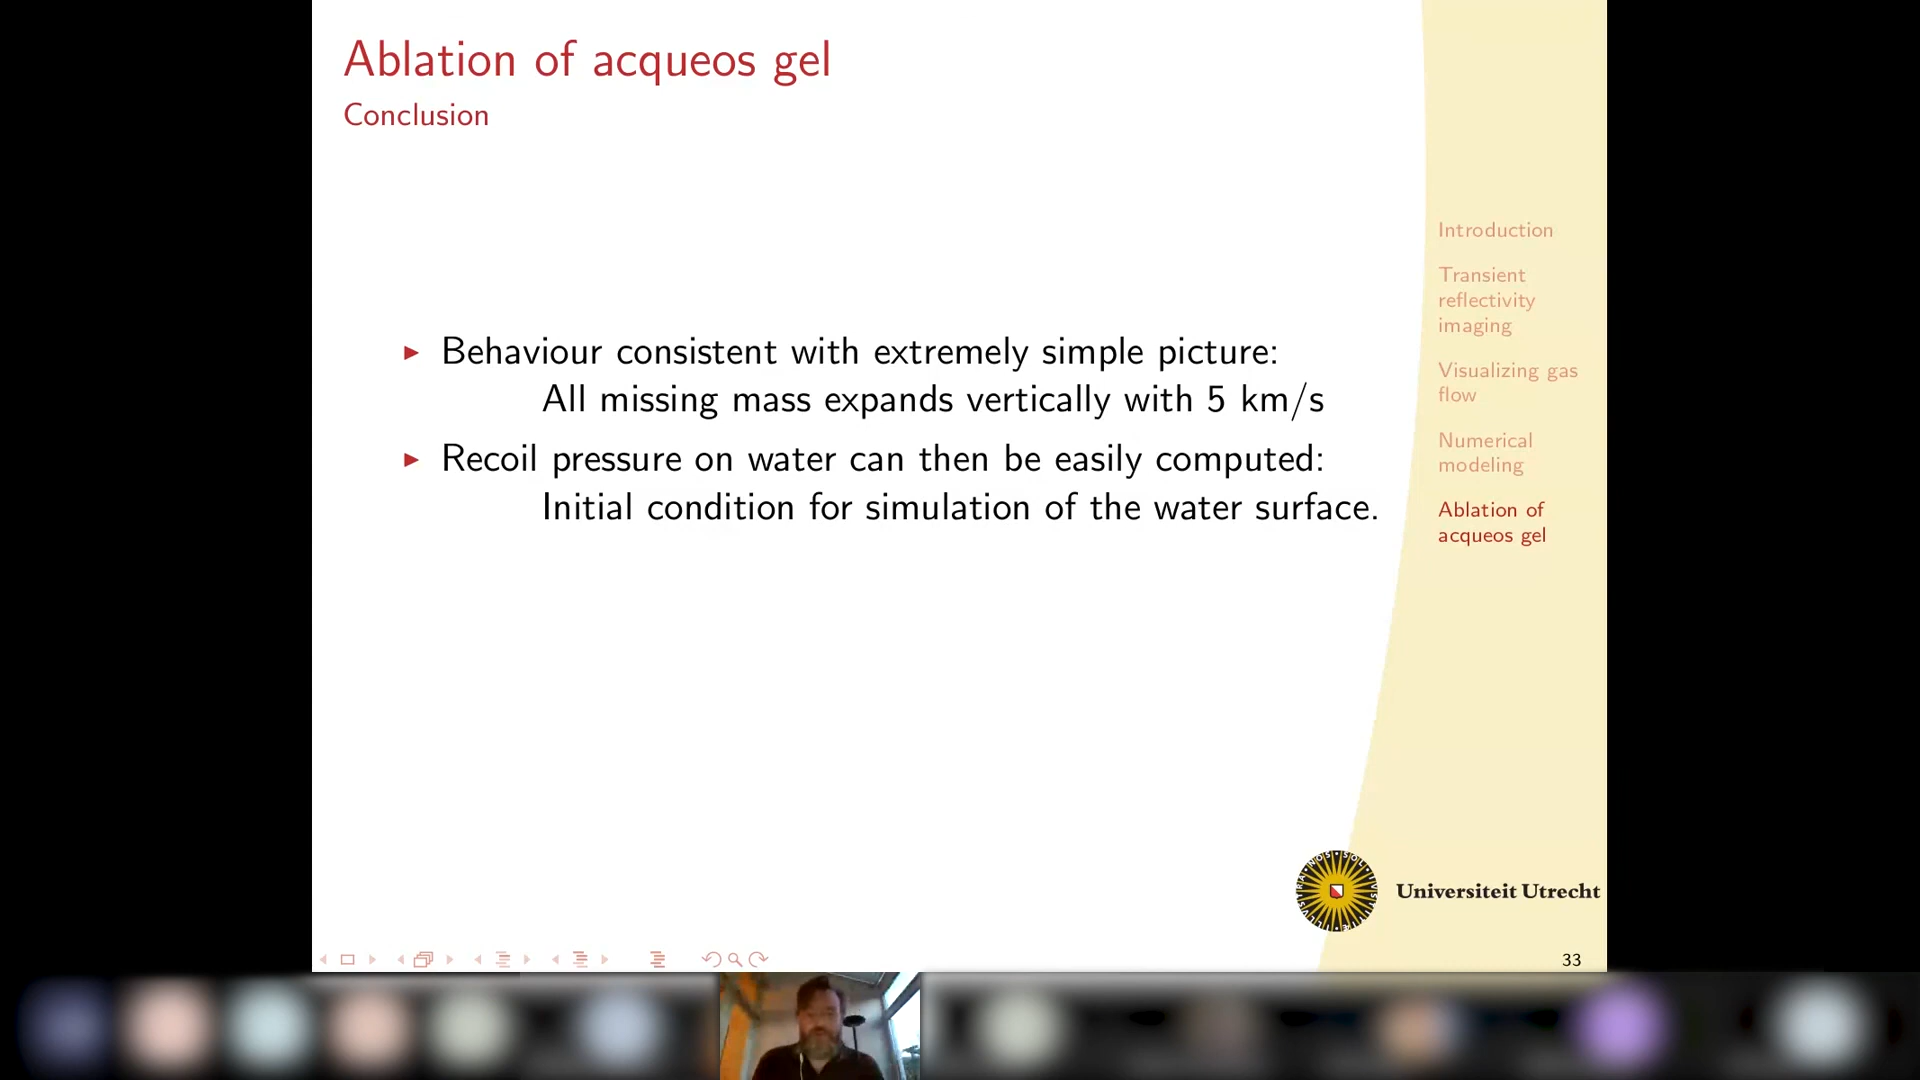 Ablation of acqueos gel
Conclusion
▶ Behaviour consistent with extremely simple picture:
All missing mass expands vertically with 5 km/s
▶ Recoil pressure on water can then be easily computed:
Initial condition for simulation of the water surface.
Introduction
Transient
reflectivity
imaging
Visualizing gas
flow
Numerical
modeling
Ablation of
acqueos gel
Universiteit Utrecht
33